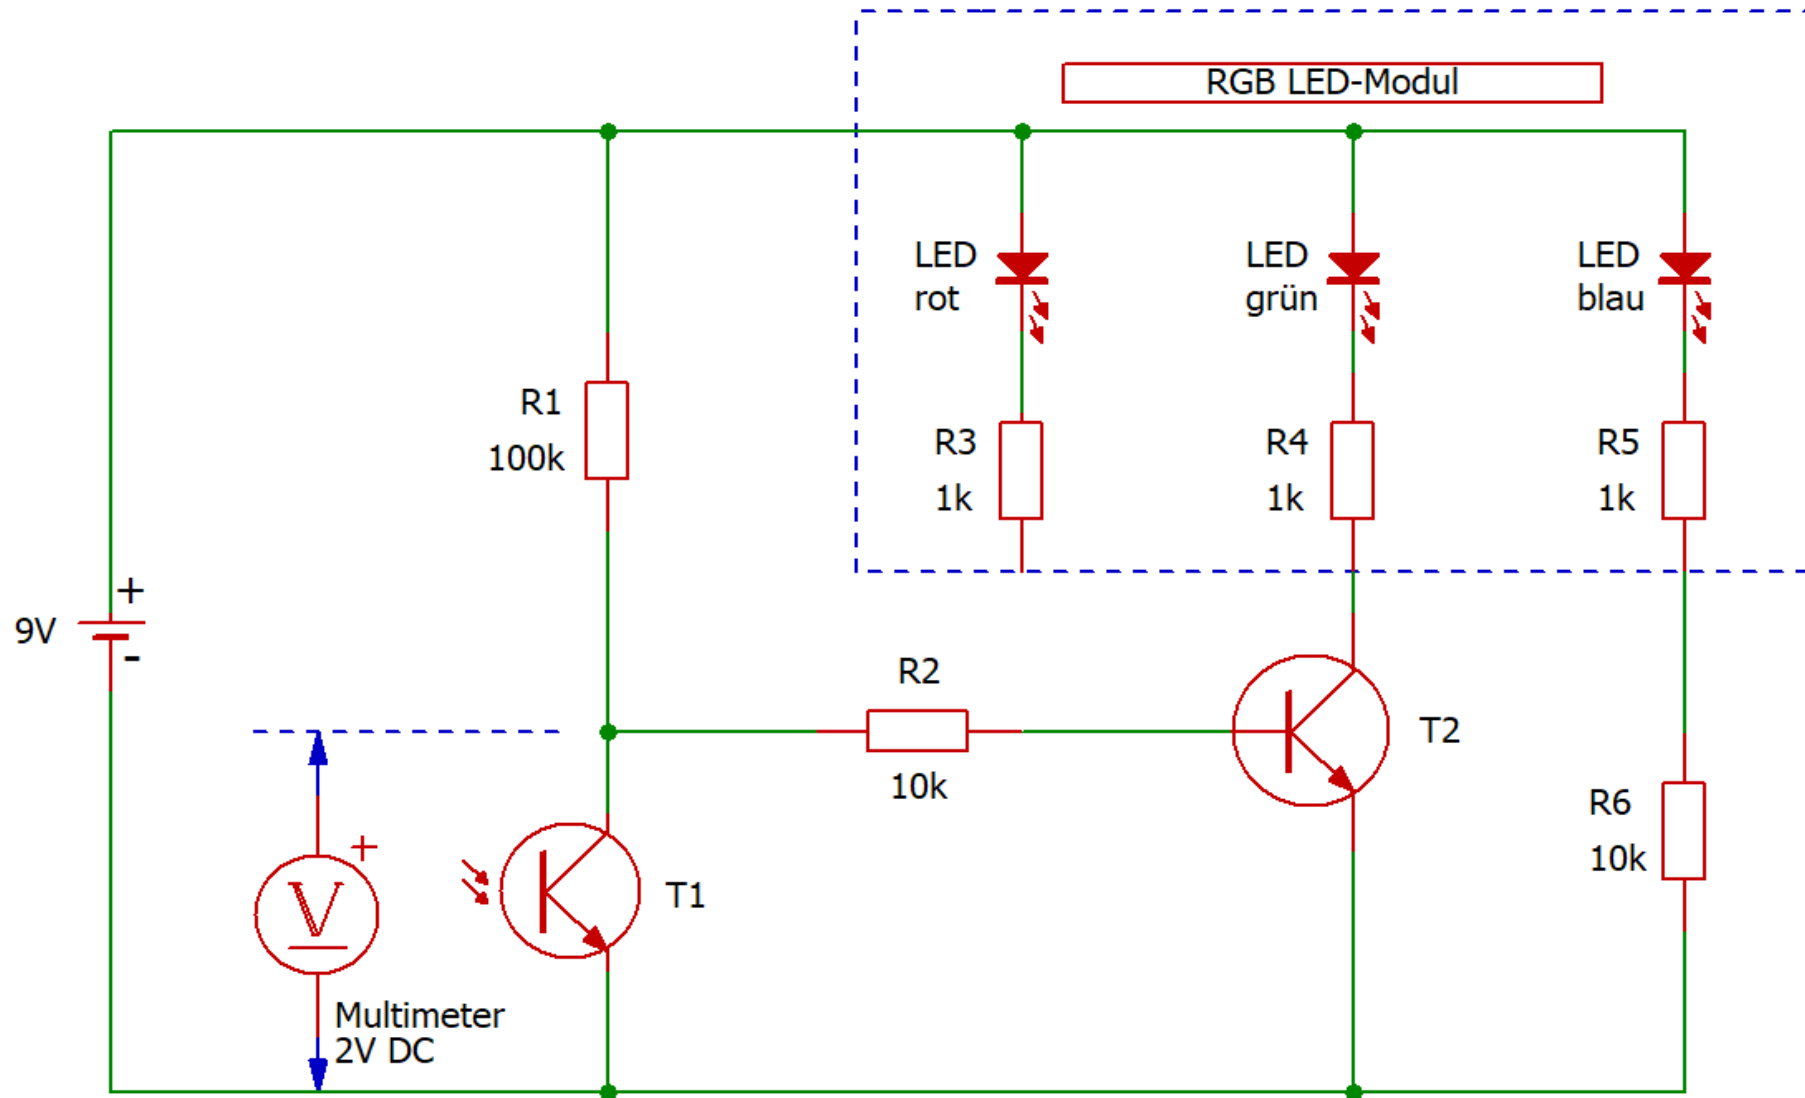 RGB LED-Modul
LED
rot
LED
grün
LED
blau
R1
100k
R3
1k
R4
1k
R5
1k
+
9V
-
R2
10k
T2
R6
10k
+
V
T1
Multimeter
2V DC